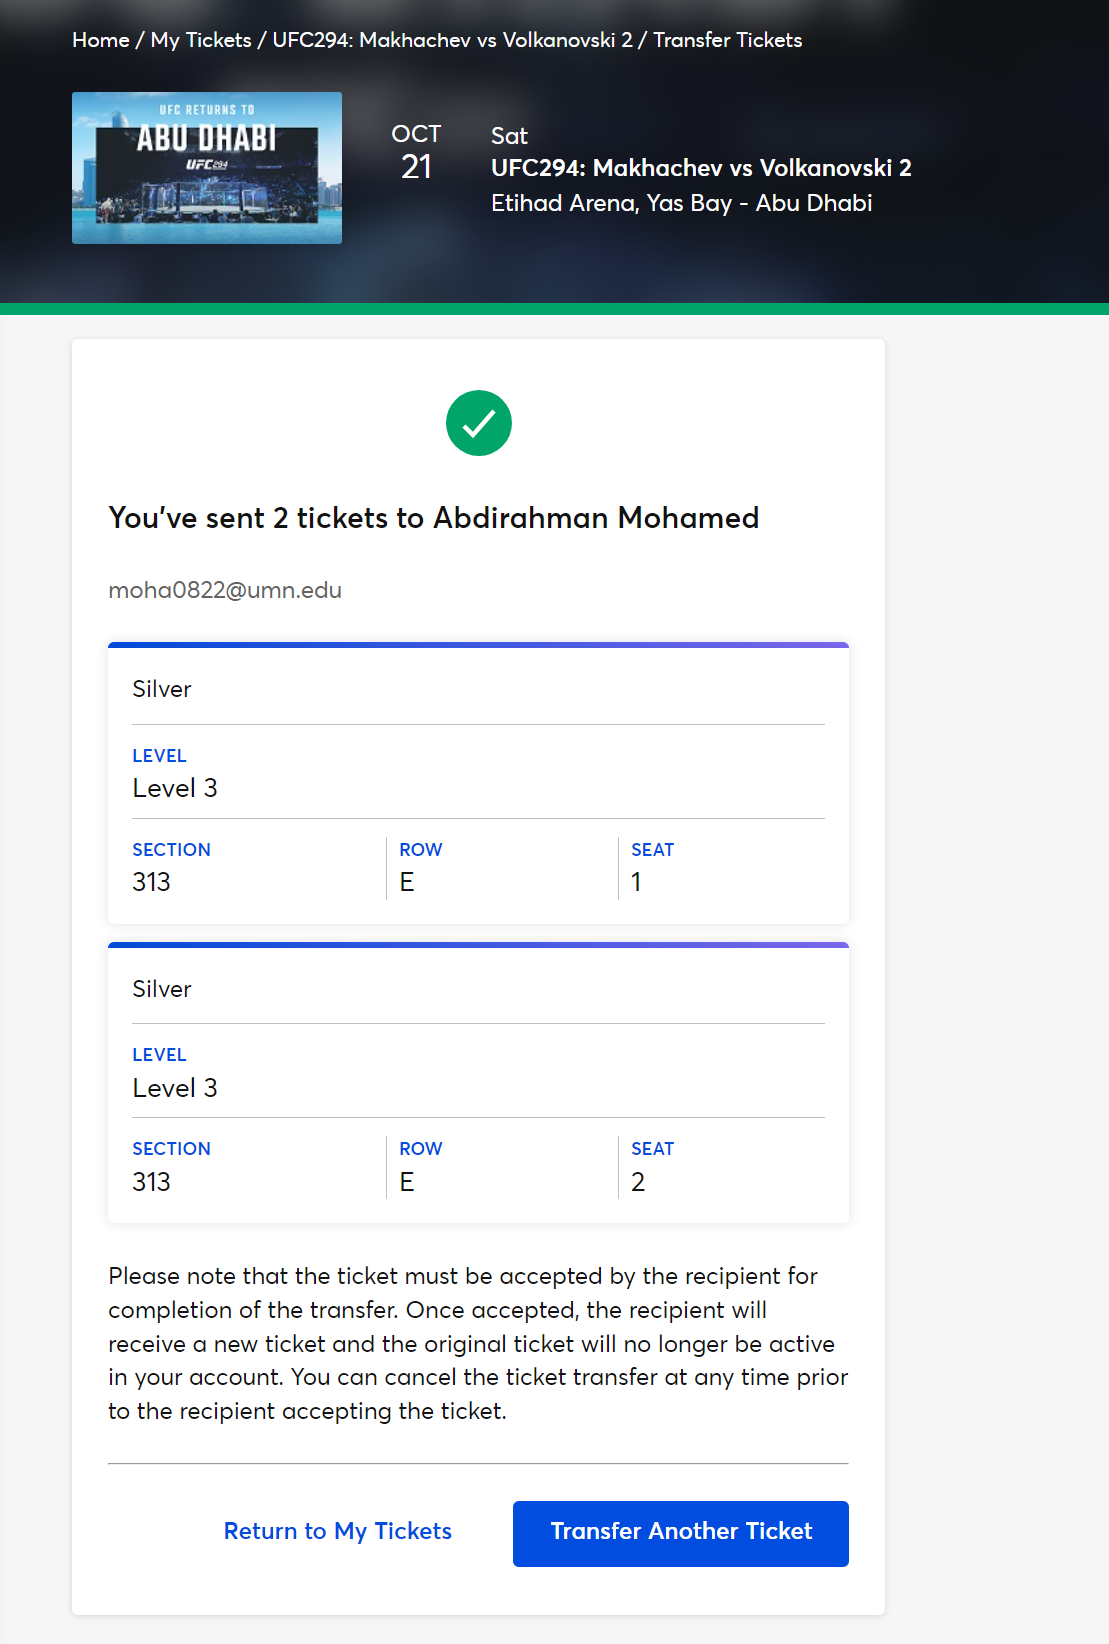 Home / My Tickets / UFC294: Makhachev vs Volkanovski 2 / Transfer Tickets
UFC RETURNS TO
ABU DHABI
UFC 294
OCT
21
Sat
UFC294: Makhachev vs Volkanovski 2
Etihad Arena, Yas Bay - Abu Dhabi
You've sent 2 tickets to Abdirahman Mohamed
moha0822@umn.edu
Silver
LEVEL
Level 3
SECTION ROW SEAT
313 E 1
Silver
LEVEL
Level 3
SECTION ROW SEAT
313 E 2
Please note that the ticket must be accepted by the recipient for
completion of the transfer. Once accepted, the recipient will
receive a new ticket and the original ticket will no longer be active
in your account. You can cancel the ticket transfer at any time prior
to the recipient accepting the ticket.
Return to My Tickets Transfer Another Ticket